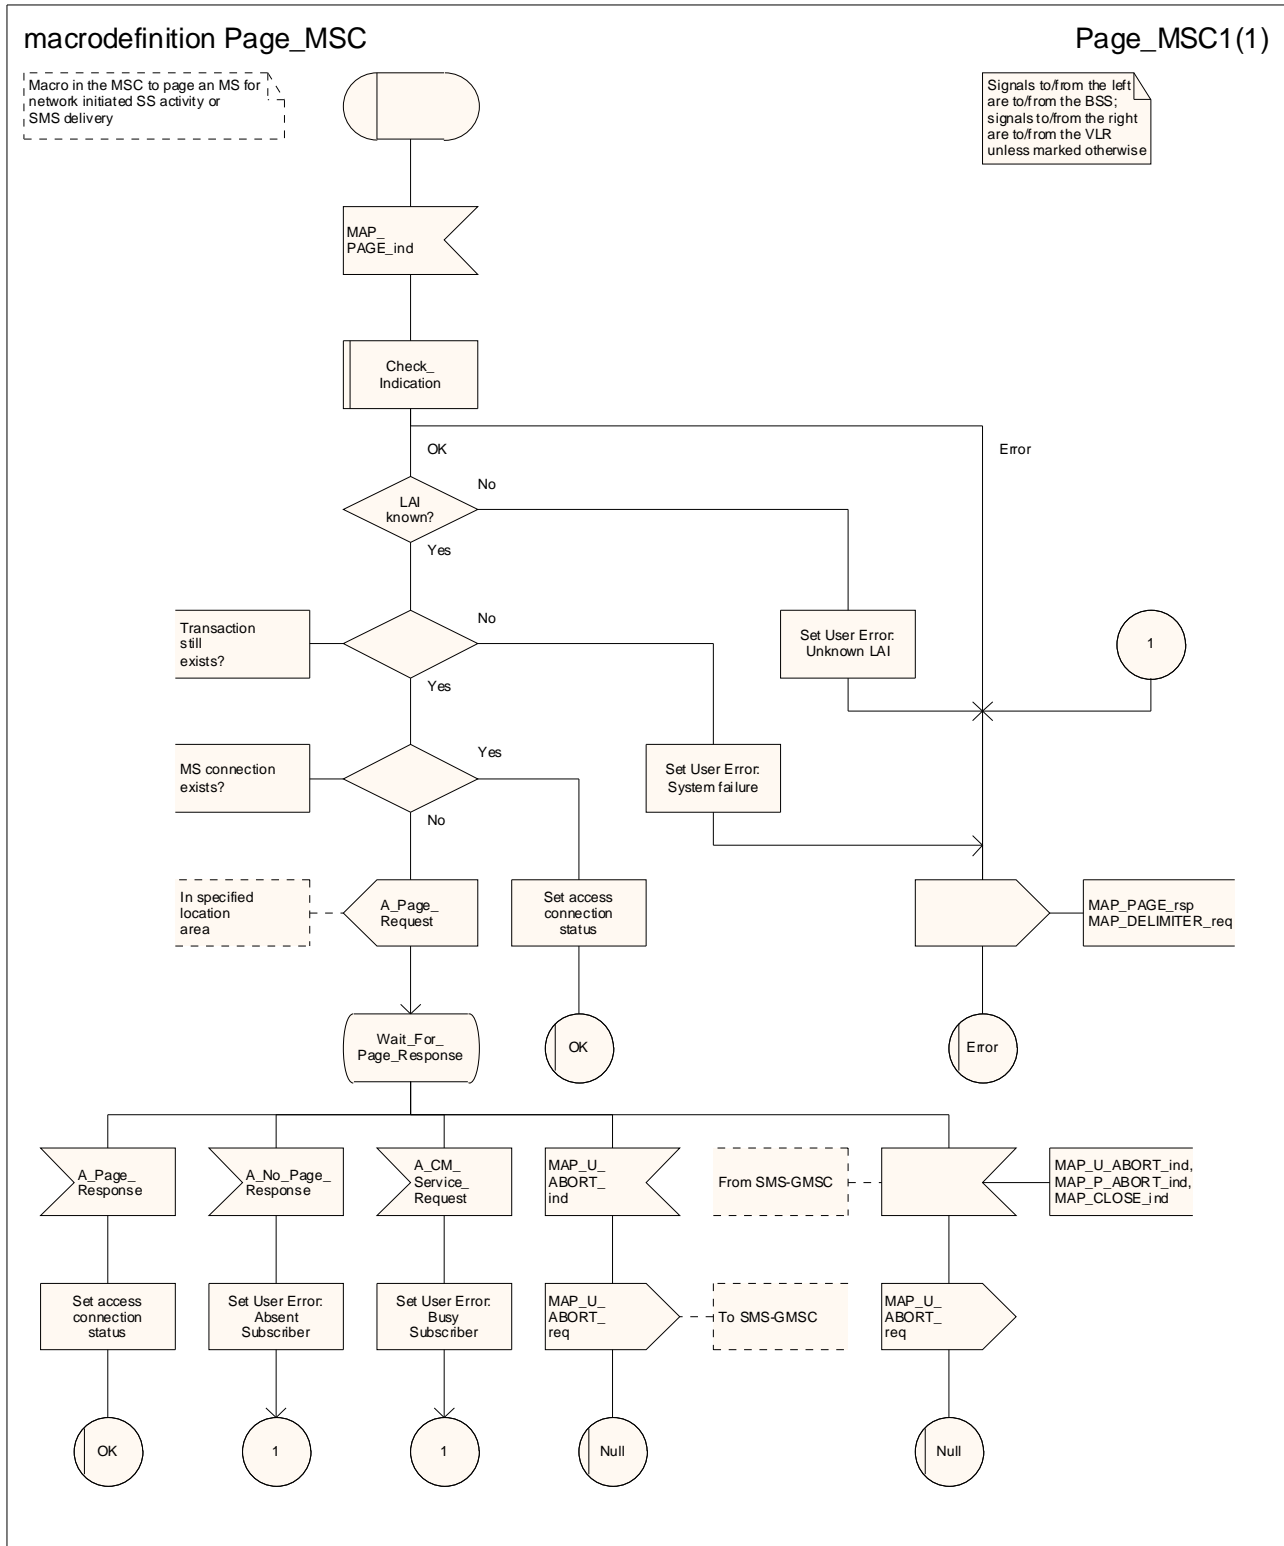 macrodefinition Page_MSC
Page_MSC1(1)
Macro in the MSC to page an MS for
network initiated SS activity or
SMS delivery
Signals to/from the left
are to/from the BSS;
signals to/from the right
are to/from the VLR
unless marked otherwise
MAP_
PAGE_ind
Check_
Indication
OK
Error
LAI
known?
No
Yes
Transaction
still
exists?
No
Yes
Set User Error:
Unknown LAI
1
MS connection
exists?
Yes
No
Set User Error:
System failure
In specified
location
area
A_Page_
Request
Set access
connection
status
MAP_PAGE_rsp
MAP_DELIMITER_req
Wait_For_
Page_Response
OK
Error
A_Page_
Response
A_No_Page_
Response
A_CM_
Service_
Request
MAP_U_
ABORT_
ind
From SMS-GMSC
MAP_U_ABORT_ind,
MAP_P_ABORT_ind,
MAP_CLOSE_ind
Set access
connection
status
Set User Error:
Absent
Subscriber
Set User Error:
Busy
Subscriber
MAP_U_
ABORT_
req
To SMS-GMSC
MAP_U_
ABORT_
req
OK
1
1
Null
Null